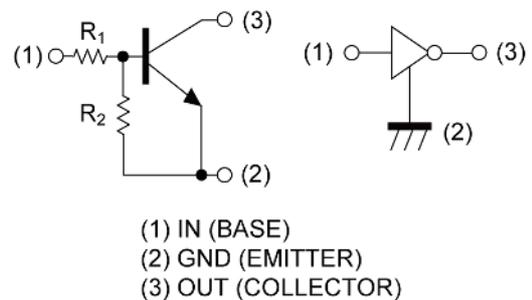 (3)
(1)
R1
R2
(2)
(1)
(3)
(2)
(1) IN (BASE)
(2) GND (EMITTER)
(3) OUT (COLLECTOR)